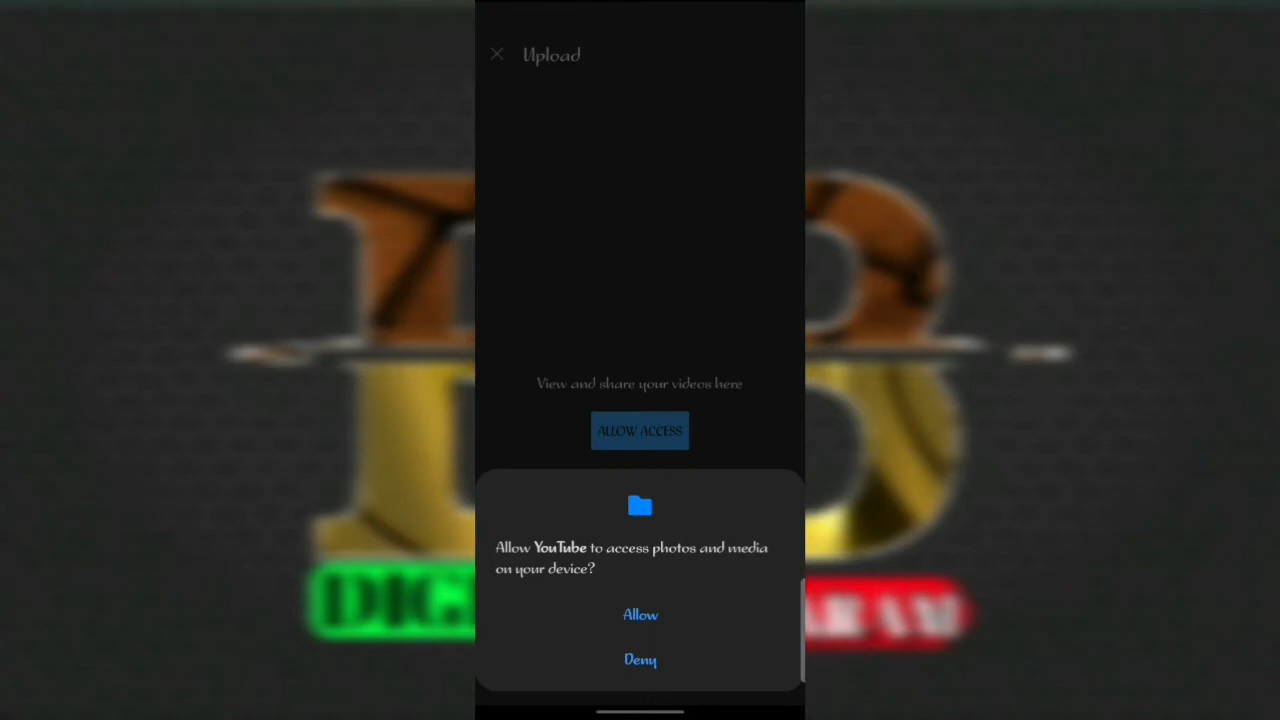 Upload
View and share your videos here
ALLOW ACCESS
Allow YouTube to access photos and media
on your device?
Allow
Deny